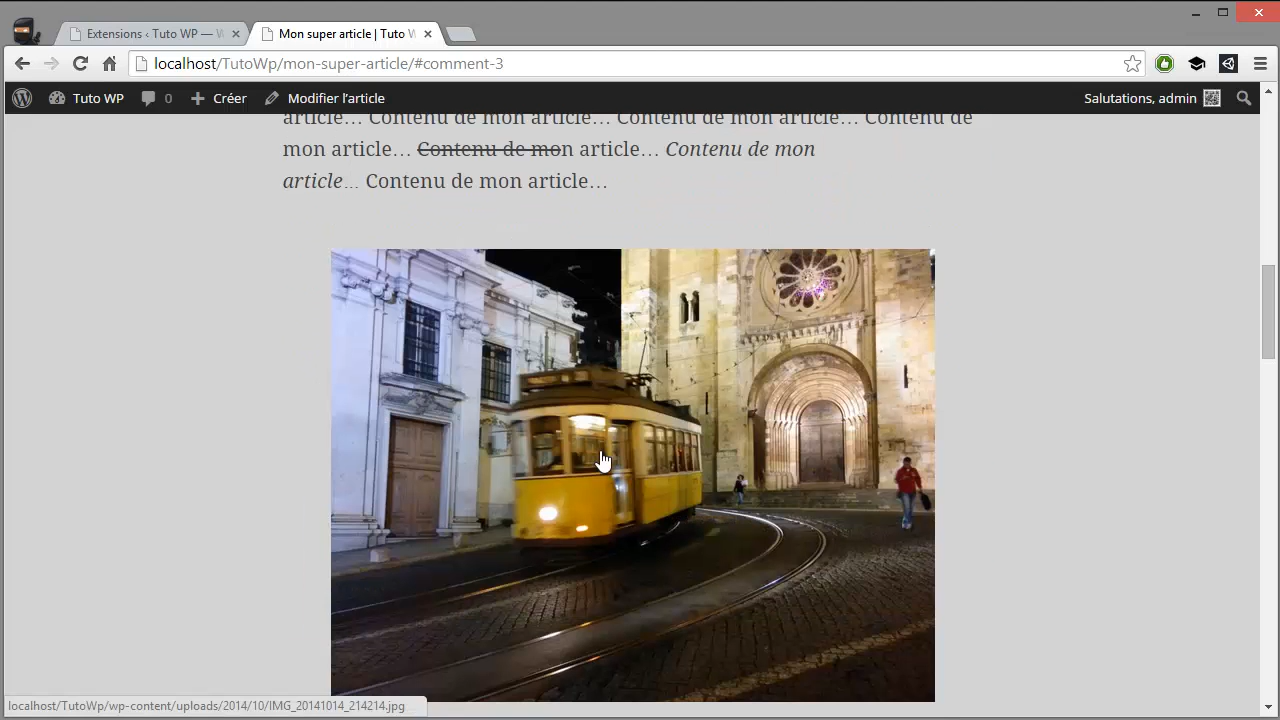 Extensions ‹ Tuto WP —
Mon super article | Tuto
localhost/TutoWp/mon-super-article/#comment-3
Tuto WP
0
Créer
Modifier l'article
Salutations, admin
article… Contenu de mon article… Contenu de mon article… Contenu de
mon article… Contenu de mon article… Contenu de mon
article… Contenu de mon article…
localhost/TutoWp/wp-content/uploads/2014/10/IMG_20141014_214214.jpg